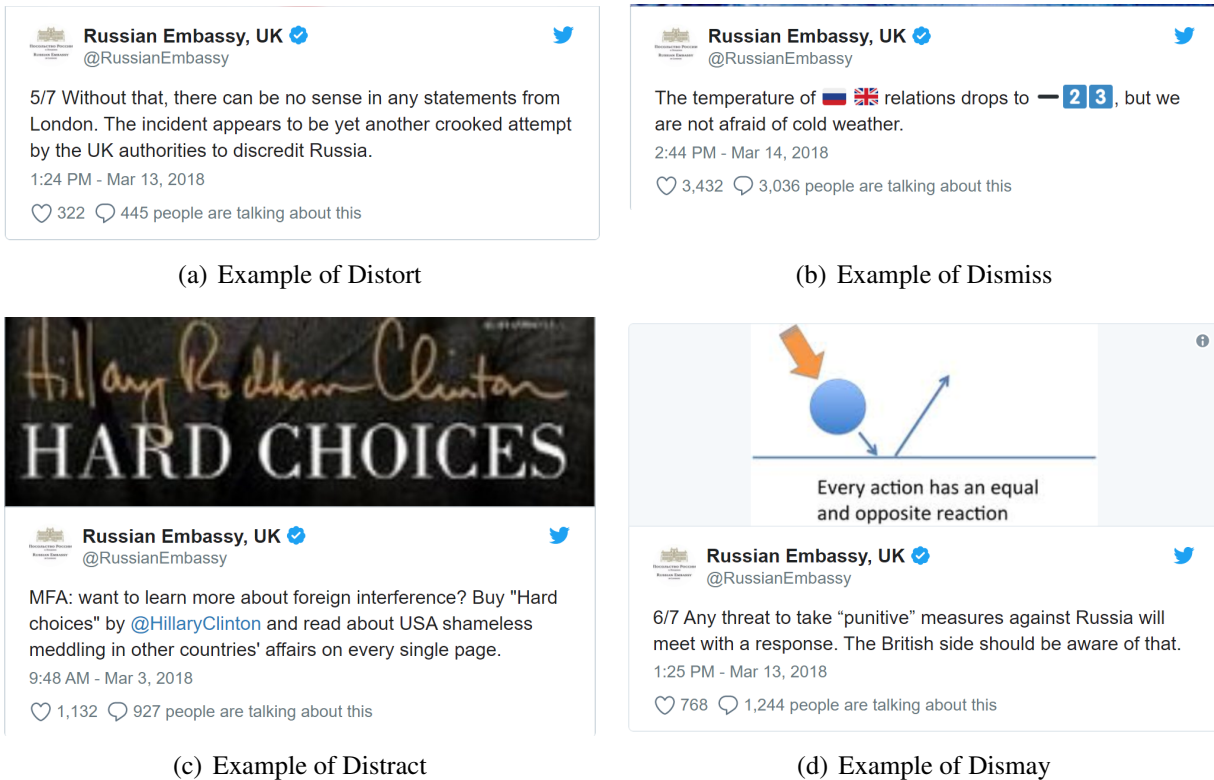 Russian Embassy, UK
@RussianEmbassy
5/7 Without that, there can be no sense in any statements from
London. The incident appears to be yet another crooked attempt
by the UK authorities to discredit Russia.
1:24 PM - Mar 13, 2018
322 445 people are talking about this
(a) Example of Distort
Russian Embassy, UK
@RussianEmbassy
The temperature of 🇷🇺 🇬🇧 relations drops to ➖2️⃣3️⃣, but we
are not afraid of cold weather.
2:44 PM - Mar 14, 2018
3,432 3,036 people are talking about this
(b) Example of Dismiss
Hillary Rodham Clinton
HARD CHOICES
Russian Embassy, UK
@RussianEmbassy
MFA: want to learn more about foreign interference? Buy "Hard
choices" by @HillaryClinton and read about USA shameless
meddling in other countries' affairs on every single page.
9:48 AM - Mar 3, 2018
1,132 927 people are talking about this
(c) Example of Distract
Every action has an equal
and opposite reaction
Russian Embassy, UK
@RussianEmbassy
6/7 Any threat to take “punitive” measures against Russia will
meet with a response. The British side should be aware of that.
1:25 PM - Mar 13, 2018
768 1,244 people are talking about this
(d) Example of Dismay